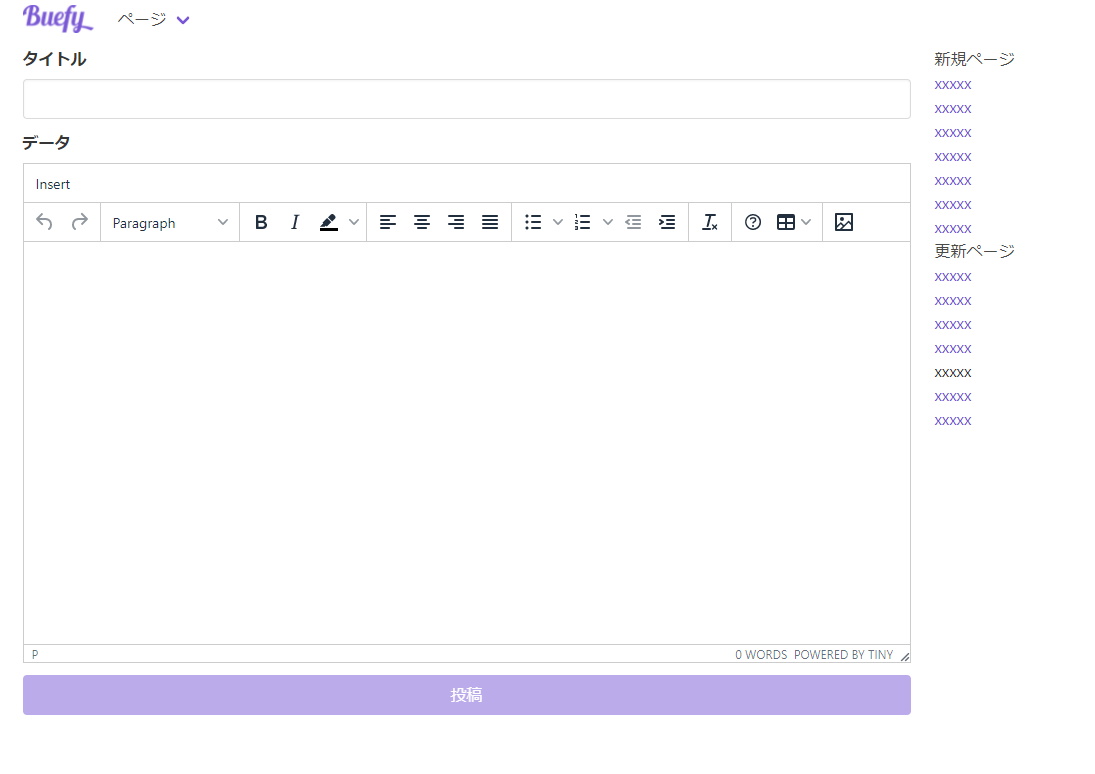 Buefy ページ
タイトル
データ
Insert
Paragraph B I
P 0 WORDS POWERED BY TINY
投稿
新規ページ
xxxxx
xxxxx
xxxxx
xxxxx
xxxxx
xxxxx
xxxxx
更新ページ
xxxxx
xxxxx
xxxxx
xxxxx
xxxxx
xxxxx
xxxxx